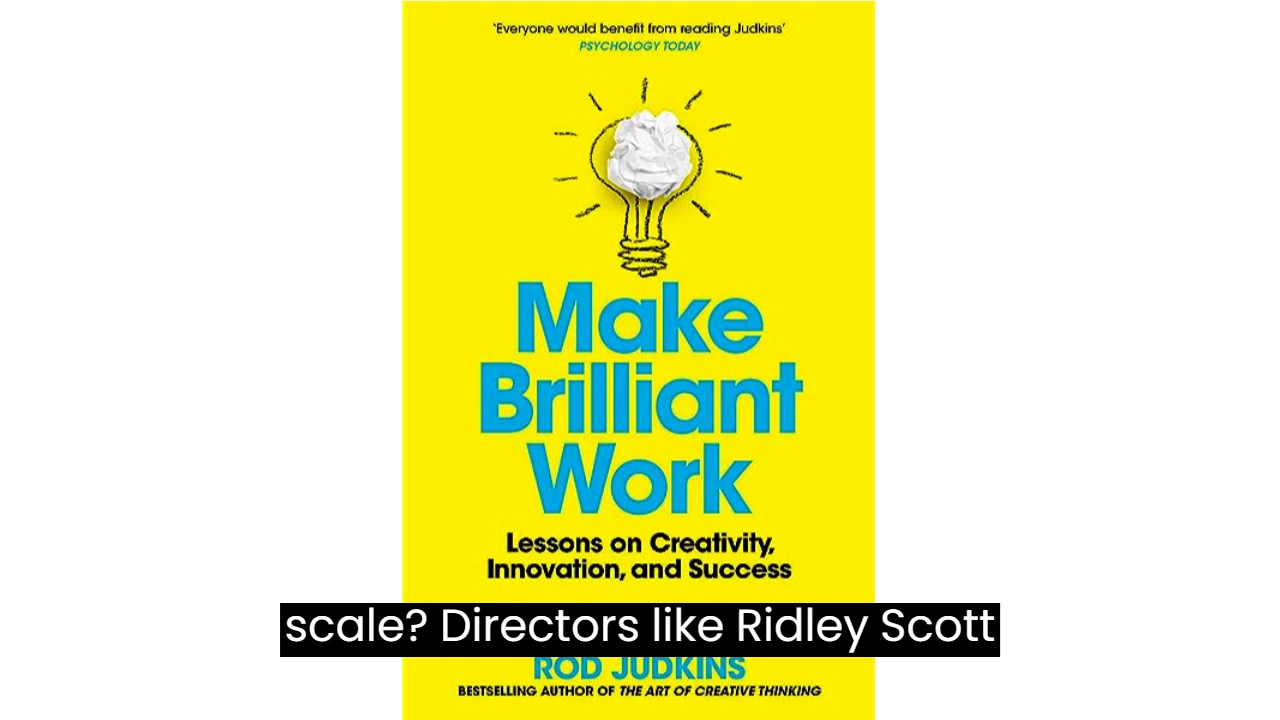 ‘Everyone would benefit from reading Judkins’
PSYCHOLOGY TODAY
Make
Brilliant
Work
Lessons on Creativity,
Innovation, and Success
scale? Directors like Ridley Scott
ROD JUDKINS
BESTSELLING AUTHOR OF THE ART OF CREATIVE THINKING